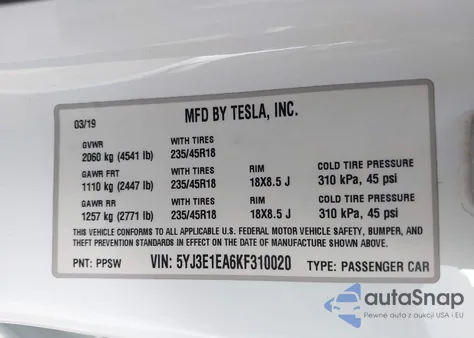 MFD BY TESLA, INC.
03/19
GVWR WITH TIRES
2060 kg (4541 lb) 235/45R18
GAWR FRT WITH TIRES RIM COLD TIRE PRESSURE
1110 kg (2447 lb) 235/45R18 18X8.5 J 310 kPa, 45 psi
GAWR RR WITH TIRES RIM COLD TIRE PRESSURE
1257 kg (2771 lb) 235/45R18 18X8.5 J 310 kPa, 45 psi
THIS VEHICLE CONFORMS TO ALL APPLICABLE U.S. FEDERAL MOTOR VEHICLE SAFETY, BUMPER, AND
THEFT PREVENTION STANDARDS IN EFFECT ON THE DATE OF MANUFACTURE SHOWN ABOVE.
PNT: PPSW VIN: 5YJ3E1EA6KF310020 TYPE: PASSENGER CAR
autoSnap
Pewne auta z aukcji USA i EU